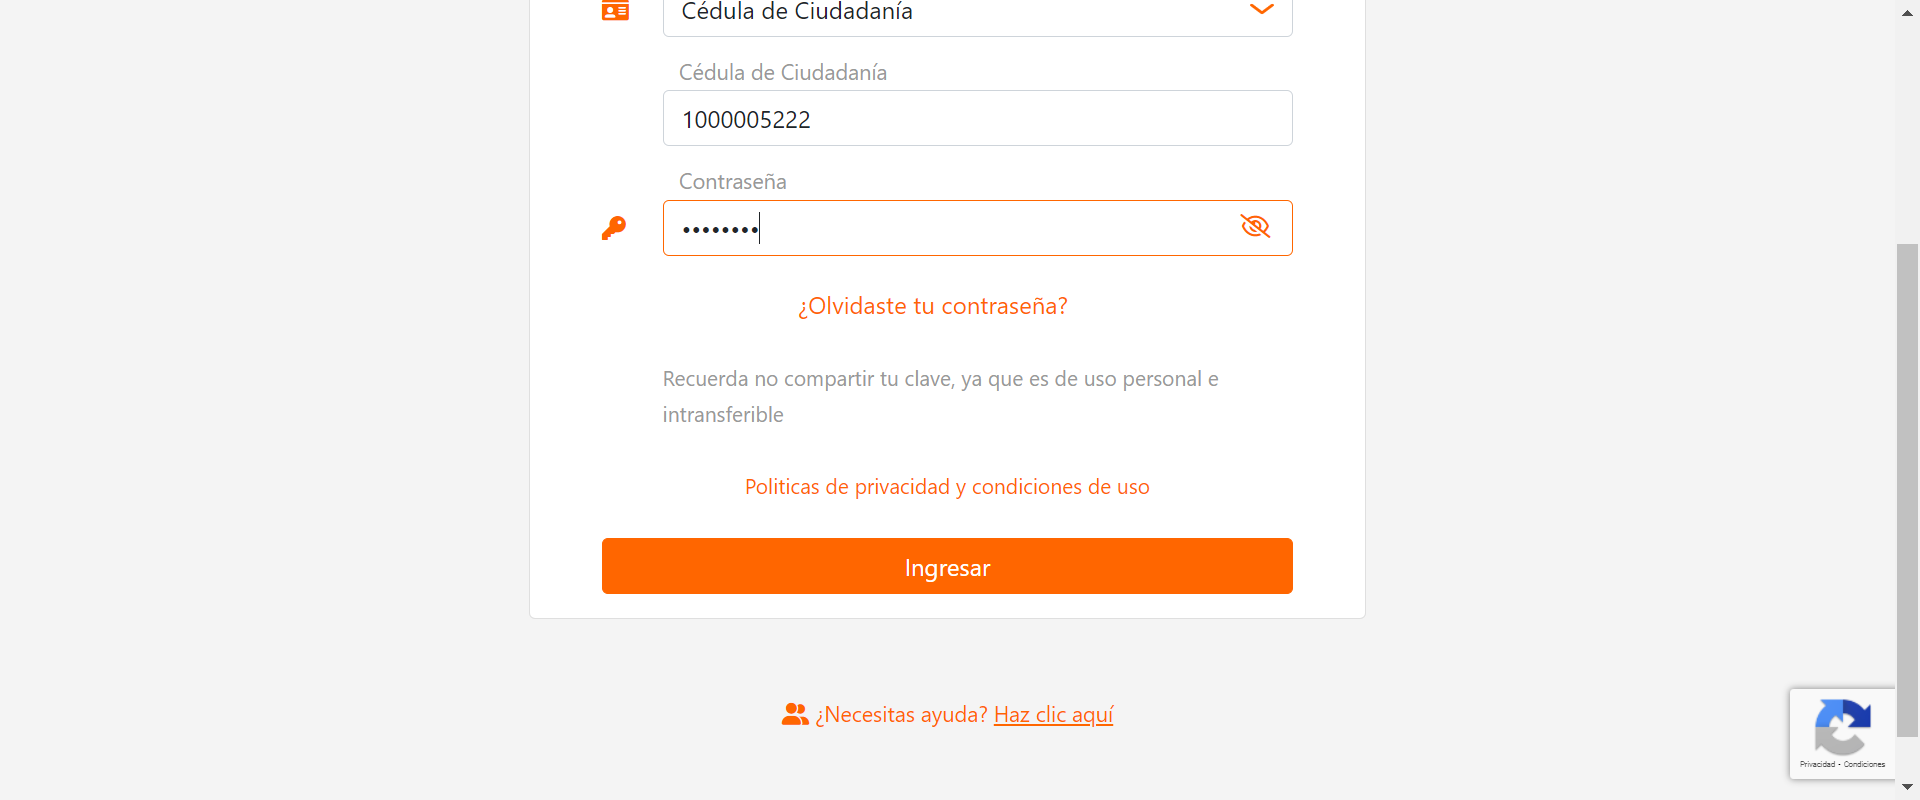 Cédula de Ciudadanía
Cédula de Ciudadanía
1000005222
Contraseña
••••••••
¿Olvidaste tu contraseña?
Recuerda no compartir tu clave, ya que es de uso personal e
intransferible
Politicas de privacidad y condiciones de uso
Ingresar
¿Necesitas ayuda? Haz clic aquí
Privacidad - Condiciones